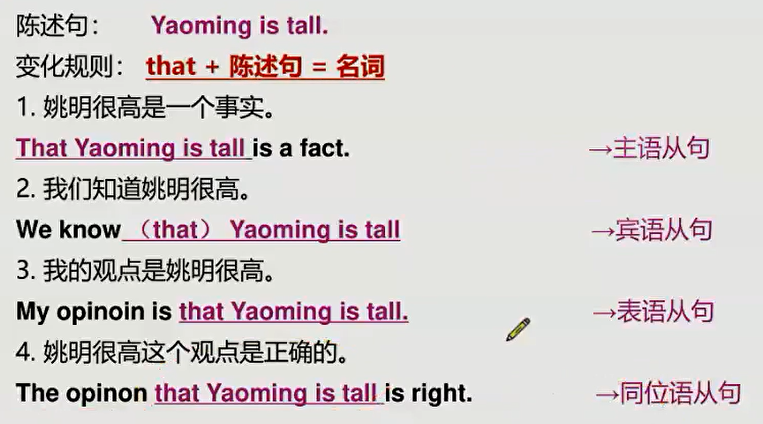 陈述句： Yaoming is tall.
变化规则： that + 陈述句 = 名词
1. 姚明很高是一个事实。
That Yaoming is tall is a fact. →主语从句
2. 我们知道姚明很高。
We know （that） Yaoming is tall →宾语从句
3. 我的观点是姚明很高。
My opinoin is that Yaoming is tall. →表语从句
4. 姚明很高这个观点是正确的。
The opinon that Yaoming is tall is right. →同位语从句